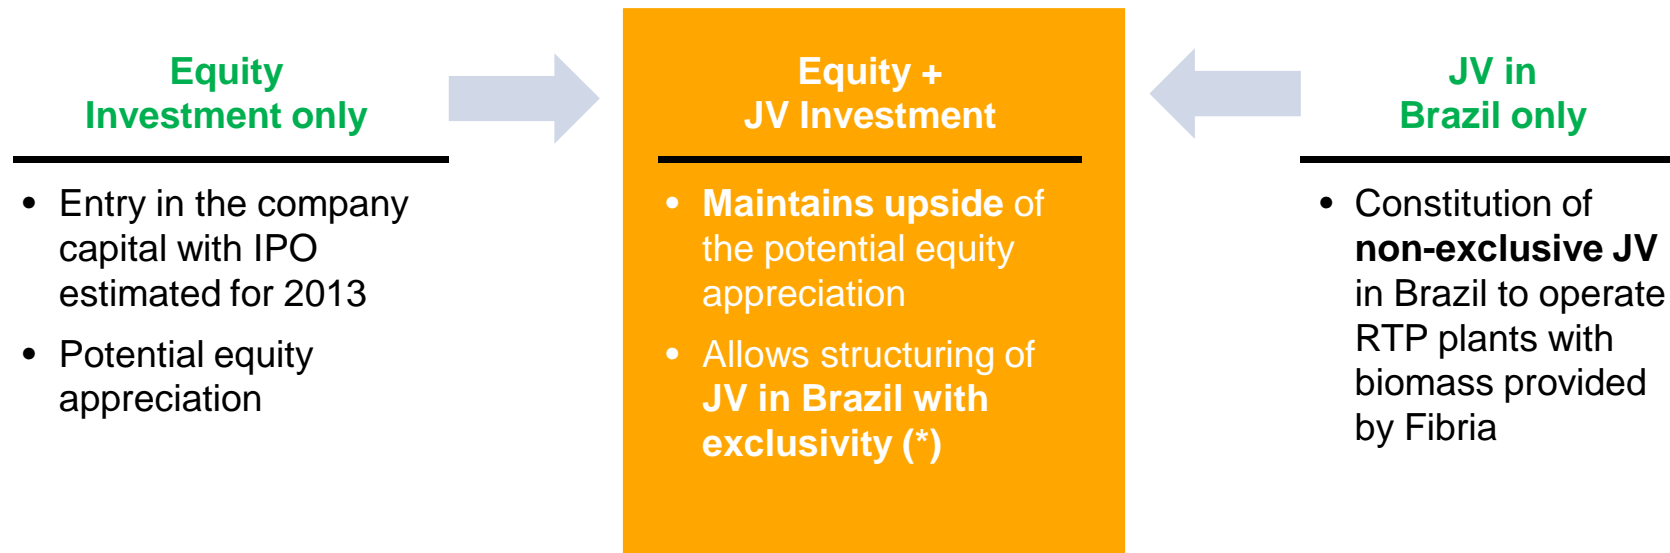 Equity
Investment only
• Entry in the company
capital with IPO
estimated for 2013
• Potential equity
appreciation
Equity +
JV Investment
• Maintains upside of
the potential equity
appreciation
• Allows structuring of
JV in Brazil with
exclusivity (*)
JV in
Brazil only
• Constitution of
non-exclusive JV
in Brazil to operate
RTP plants with
biomass provided
by Fibria